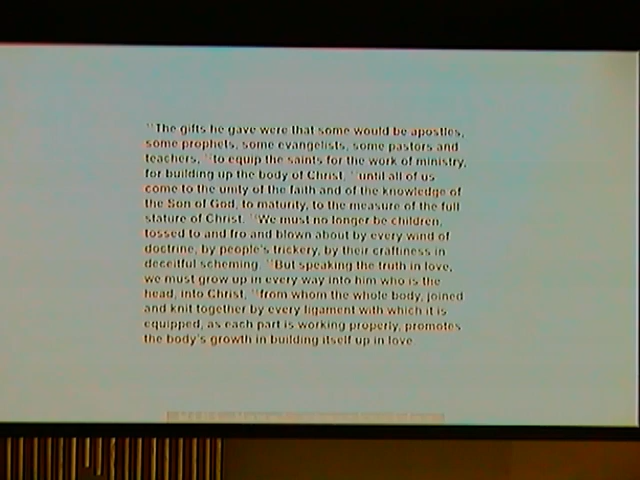 The gifts he gave were that some would be apostles,
some prophets, some evangelists, some pastors and
teachers, to equip the saints for the work of ministry,
for building up the body of Christ, until all of us
come to the unity of the faith and of the knowledge of
the Son of God, to maturity, to the measure of the full
stature of Christ. We must no longer be children,
tossed to and fro and blown about by every wind of
doctrine, by people's trickery, by their craftiness in
deceitful scheming. But speaking the truth in love,
we must grow up in every way into him who is the
head, into Christ, from whom the whole body, joined
and knit together by every ligament with which it is
equipped, as each part is working properly, promotes
the body's growth in building itself up in love